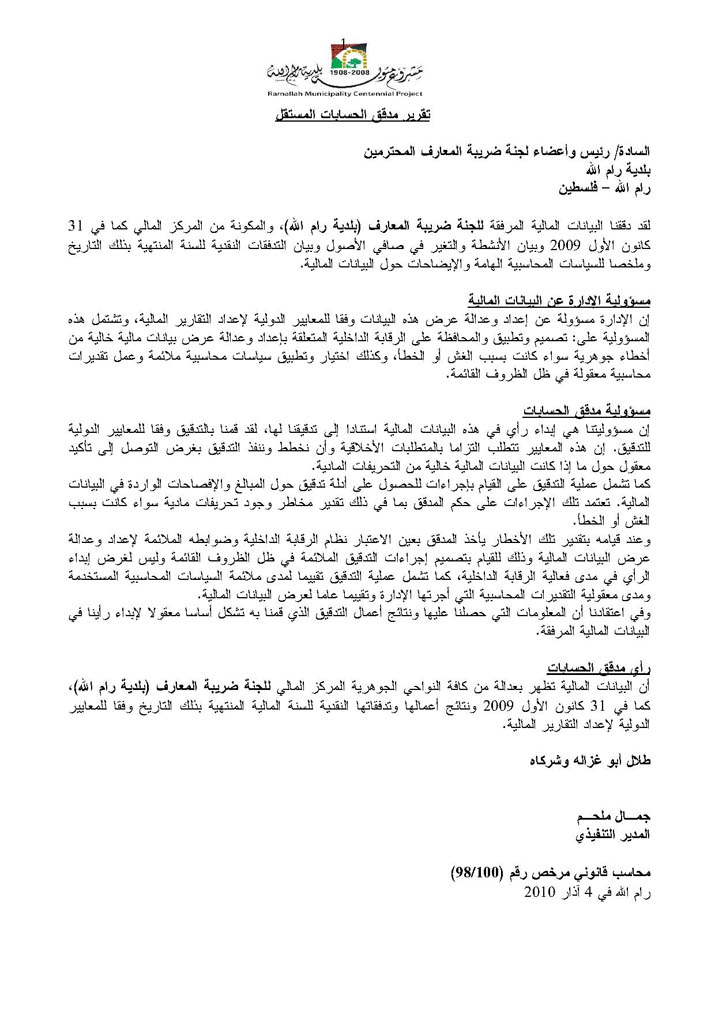 1
مشروع مئوية بلدية رام الله
1908-2008
Ramallah Municipality Centennial Project
تقرير مدقق الحسابات المستقل
السادة/ رئيس وأعضاء لجنة ضريبة المعارف المحترمين
بلدية رام الله
رام الله – فلسطين
لقد دققنا البيانات المالية المرفقة للجنة ضريبة المعارف (بلدية رام الله)، والمكونة من المركز المالي كما في 31
كانون الأول 2009 وبيان الأنشطة والتغير في صافي الأصول وبيان التدفقات النقدية للسنة المنتهية بذلك التاريخ
وملخصا للسياسات المحاسبية الهامة والإيضاحات حول البيانات المالية.
مسؤولية الإدارة عن البيانات المالية
إن الإدارة مسؤولة عن إعداد وعدالة عرض هذه البيانات وفقا للمعايير الدولية لإعداد التقارير المالية، وتشتمل هذه
المسؤولية على: تصميم وتطبيق والمحافظة على الرقابة الداخلية المتعلقة بإعداد وعدالة عرض بيانات مالية خالية من
أخطاء جوهرية سواء كانت بسبب الغش أو الخطأ، وكذلك اختيار وتطبيق سياسات محاسبية ملائمة وعمل تقديرات
محاسبية معقولة في ظل الظروف القائمة.
مسؤولية مدقق الحسابات
إن مسؤوليتنا هي إبداء رأي في هذه البيانات المالية استنادا إلى تدقيقنا لها، لقد قمنا بالتدقيق وفقا للمعايير الدولية
للتدقيق. إن هذه المعايير تتطلب التزاما بالمتطلبات الأخلاقية وأن نخطط وننفذ التدقيق بغرض التوصل إلى تأكيد
معقول حول ما إذا كانت البيانات المالية خالية من التحريفات المادية.
كما تشمل عملية التدقيق على القيام بإجراءات للحصول على أدلة تدقيق حول المبالغ والإفصاحات الواردة في البيانات
المالية. تعتمد تلك الإجراءات على حكم المدقق بما في ذلك تقدير مخاطر وجود تحريفات مادية سواء كانت بسبب
الغش أو الخطأ.
وعند قيامه بتقدير تلك الأخطار يأخذ المدقق بعين الاعتبار نظام الرقابة الداخلية وضوابطه الملائمة لإعداد وعدالة
عرض البيانات المالية وذلك للقيام بتصميم إجراءات التدقيق الملائمة في ظل الظروف القائمة وليس لغرض إبداء
الرأي في مدى فعالية الرقابة الداخلية، كما تشمل عملية التدقيق تقييما لمدى ملائمة السياسات المحاسبية المستخدمة
ومدى معقولية التقديرات المحاسبية التي أجرتها الإدارة وتقييما عاما لعرض البيانات المالية.
وفي اعتقادنا أن المعلومات التي حصلنا عليها ونتائج أعمال التدقيق الذي قمنا به تشكل أساسا معقولا لإبداء رأينا في
البيانات المالية المرفقة.
رأي مدقق الحسابات
أن البيانات المالية تظهر بعدالة من كافة النواحي الجوهرية المركز المالي للجنة ضريبة المعارف (بلدية رام الله)،
كما في 31 كانون الأول 2009 ونتائج أعمالها وتدفقاتها النقدية للسنة المالية المنتهية بذلك التاريخ وفقا للمعايير
الدولية لإعداد التقارير المالية.
طلال أبو غزاله وشركاه
جمـــال ملحـــم
المدير التنفيذي
محاسب قانوني مرخص رقم (98/100)
رام الله في 4 آذار 2010